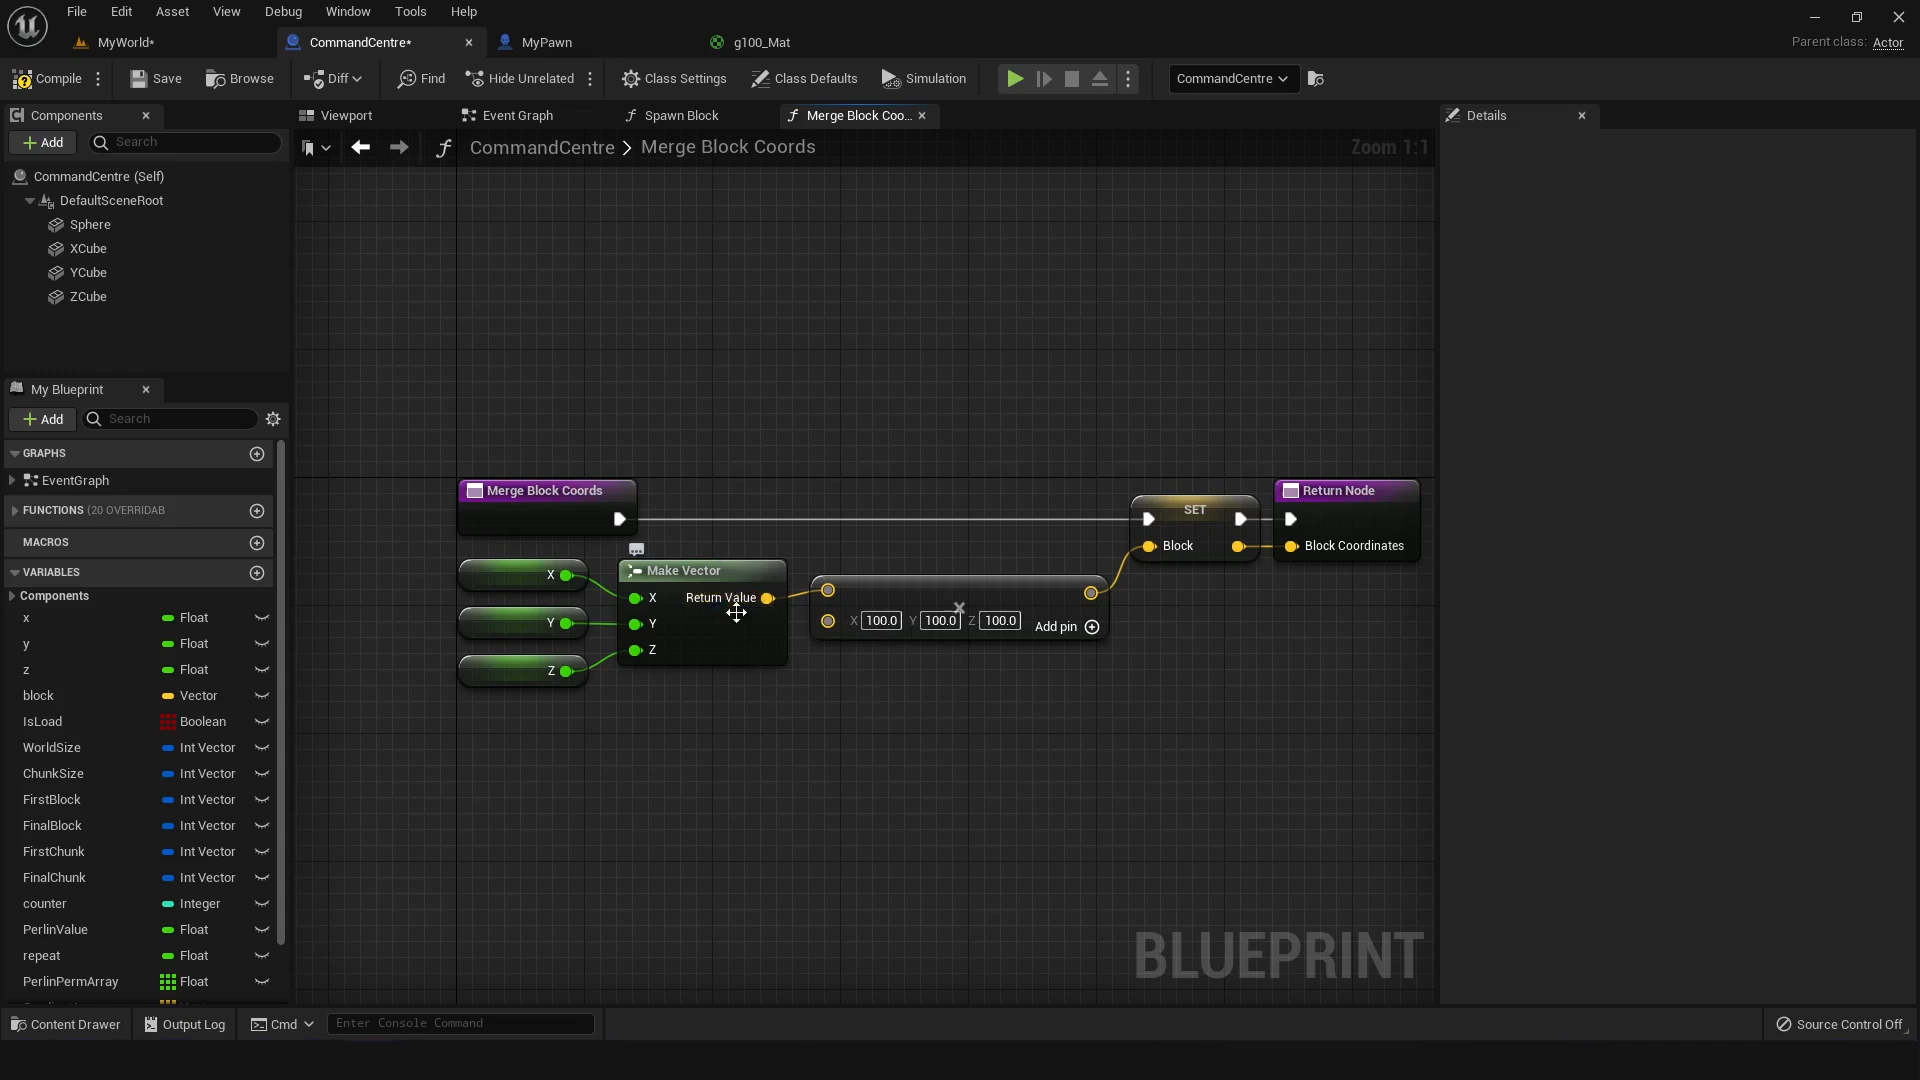 File Edit Asset View Debug Window Tools Help
MyWorld* CommandCentre* MyPawn g100_Mat
Parent class: Actor
Compile Save Browse Diff Find Hide Unrelated Class Settings Class Defaults Simulation CommandCentre
Components Viewport Event Graph Spawn Block Merge Block Coo... Details
Add Search
CommandCentre > Merge Block Coords Zoom 1:1
CommandCentre (Self)
DefaultSceneRoot
Sphere
XCube
YCube
ZCube
My Blueprint
Add Search
GRAPHS
EventGraph
FUNCTIONS (20 OVERRIDAB
MACROS
VARIABLES
Components
x Float
y Float
z Float
block Vector
IsLoad Boolean
WorldSize Int Vector
ChunkSize Int Vector
FirstBlock Int Vector
FinalBlock Int Vector
FirstChunk Int Vector
FinalChunk Int Vector
counter Integer
PerlinValue Float
repeat Float
PerlinPermArray Float
Merge Block Coords
X
Y
Z
Make Vector
X Return Value
Y
Z
X 100.0 Y 100.0 Z 100.0 Add pin
SET
Block
Return Node
Block Coordinates
BLUEPRINT
Content Drawer Output Log Cmd Enter Console Command Source Control Off